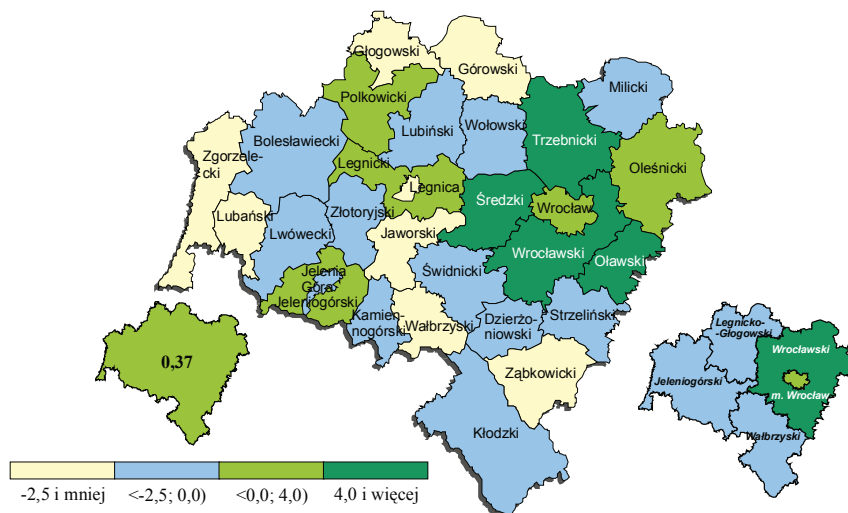 Głogowski
Górowski
Milicki
Polkowicki
Bolesławiecki
Lubiński
Wołowski
Trzebnicki
Zgorzele-
cki
Legnicki
Oleśnicki
Legnica
Średzki
Wrocław
Lubański
Złotoryjski
Lwówecki
Jaworski
Wrocławski
Oławski
Świdnicki
Jelenia
Góra
Jeleniogórski
Kamien-
nogórski
Wałbrzyski
Dzierżo-
niowski
Strzeliński
Ząbkowicki
Kłodzki
0,37
Legnicko-
Głogowski
Wrocławski
Jeleniogórski
m. Wrocław
Wałbrzyski
-2,5 i mniej
<-2,5; 0,0)
<0,0; 4,0)
4,0 i więcej